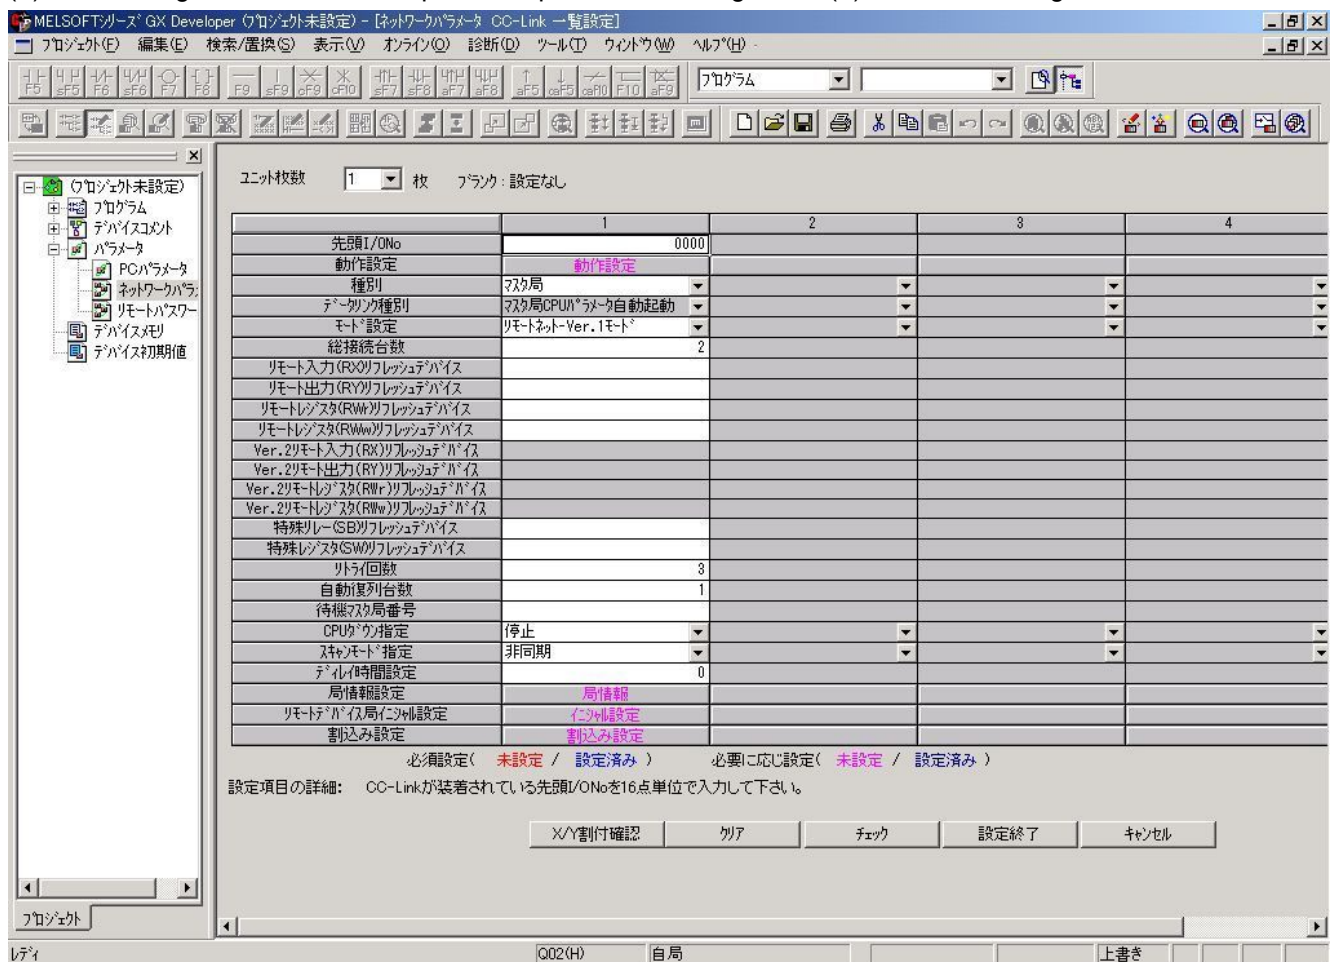 MELSOFTシリーズ GX Developer (プロジェクト未設定) - [ネットワークパラメータ CC-Link 一覧設定]
プロジェクト(F) 編集(E) 検索/置換(S) 表示(V) オンライン(O) 診断(D) ツール(T) ウィンドウ(W) ヘルプ(H)
F5 sF5 F6 sF6 F7 F8 F9 sF9 cF9 cF10 sF7 sF8 aF7 aF8 aF5 caF5 caF10 F10 aF9 プログラム
(プロジェクト未設定)
プログラム
デバイスコメント
パラメータ
PCパラメータ
ネットワークパラ
リモートパスワー
デバイスメモリ
デバイス初期値
プロジェクト
ユニット枚数 1 枚 ブランク:設定なし
1 2 3 4
先頭I/ONo 0000
動作設定 動作設定
種別 マスタ局
データリンク種別 マスタ局CPUパラメータ自動起動
モード設定 リモートネット-Ver.1モード
総接続台数 2
リモート入力(RX)リフレッシュデバイス
リモート出力(RY)リフレッシュデバイス
リモートレジスタ(RWr)リフレッシュデバイス
リモートレジスタ(RWw)リフレッシュデバイス
Ver.2リモート入力(RX)リフレッシュデバイス
Ver.2リモート出力(RY)リフレッシュデバイス
Ver.2リモートレジスタ(RWr)リフレッシュデバイス
Ver.2リモートレジスタ(RWw)リフレッシュデバイス
特殊リレー(SB)リフレッシュデバイス
特殊レジスタ(SW)リフレッシュデバイス
リトライ回数 3
自動復列台数 1
待機マスタ局番号
CPUダウン指定 停止
スキャンモード指定 非同期
ディレイ時間設定 0
局情報設定 局情報
リモートデバイス局イニシャル設定 イニシャル設定
割込み設定 割込み設定
必須設定( 未設定 / 設定済み ) 必要に応じ設定( 未設定 / 設定済み )
設定項目の詳細: CC-Linkが装着されている先頭I/ONoを16点単位で入力して下さい。
X/Y割付確認 クリア チェック 設定終了 キャンセル
レディ Q02(H) 自局 上書き